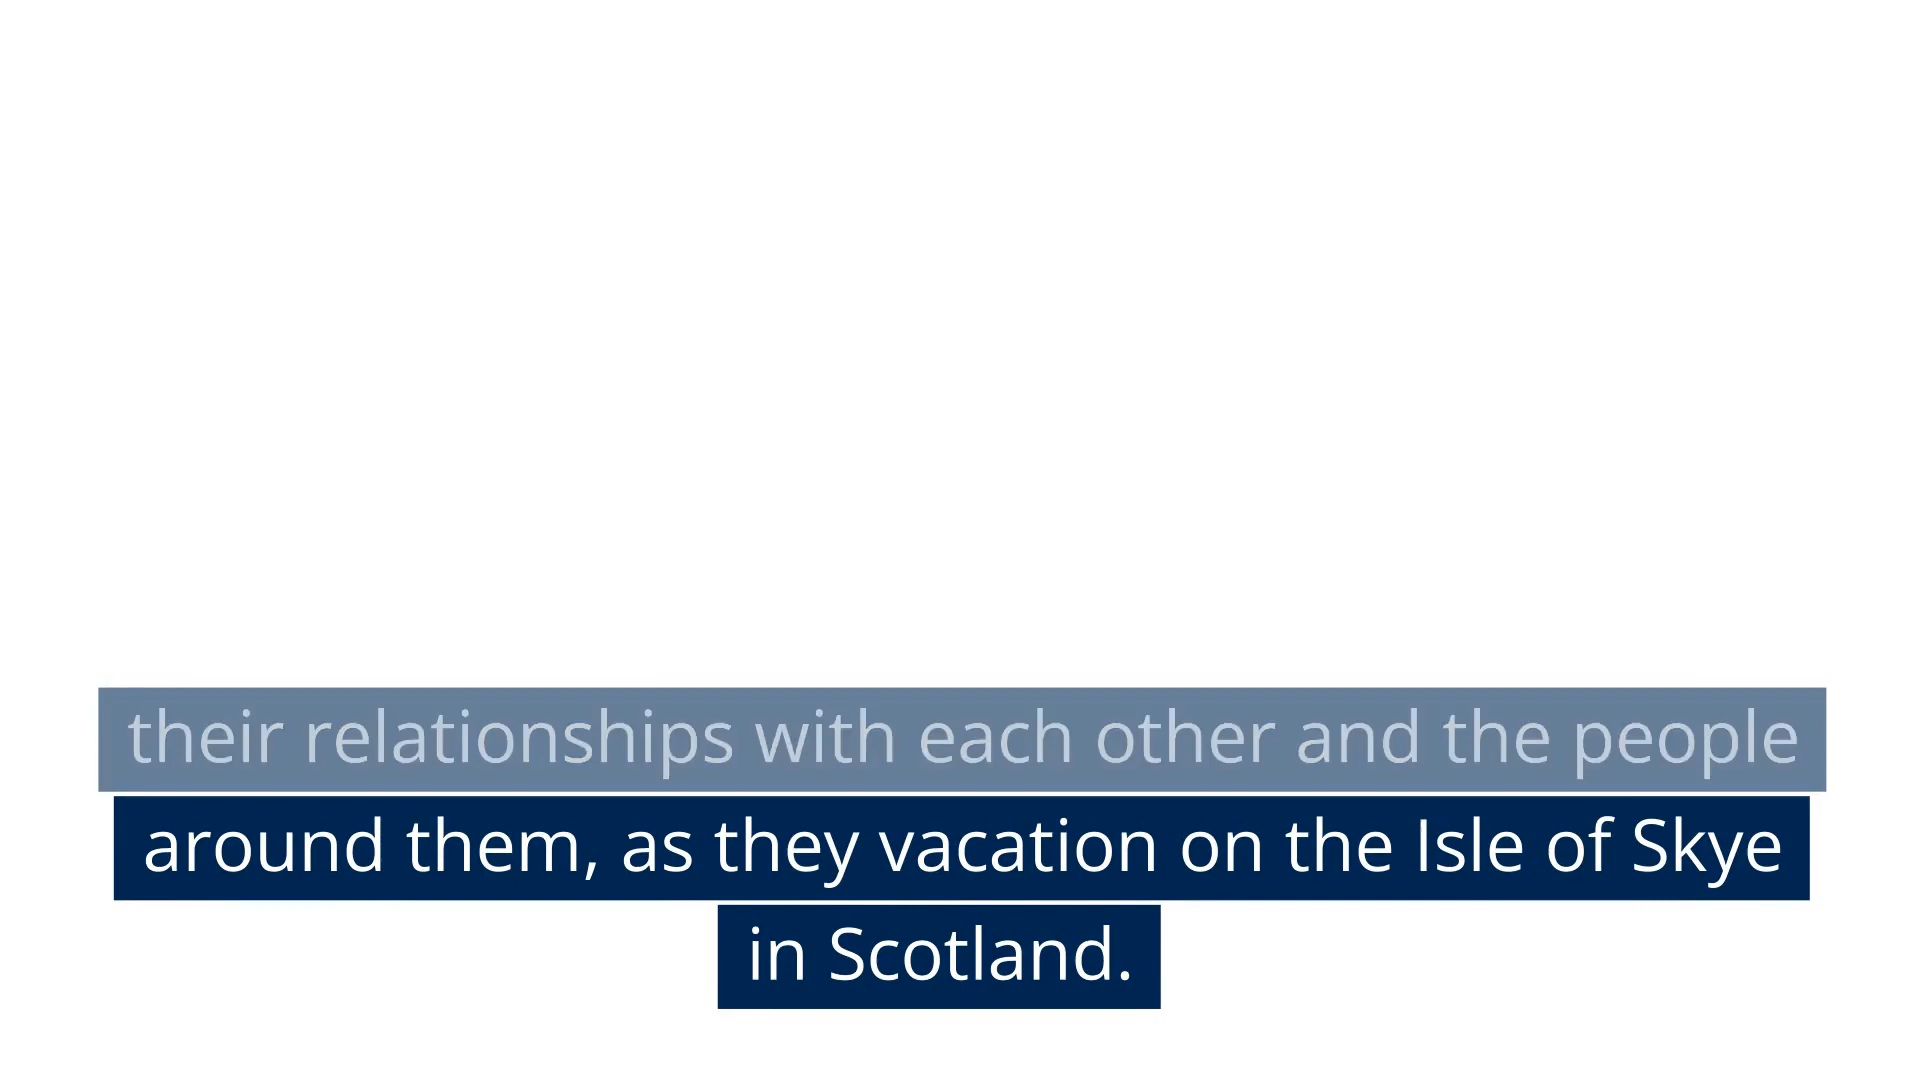 their relationships with each other and the people
around them, as they vacation on the Isle of Skye
in Scotland.